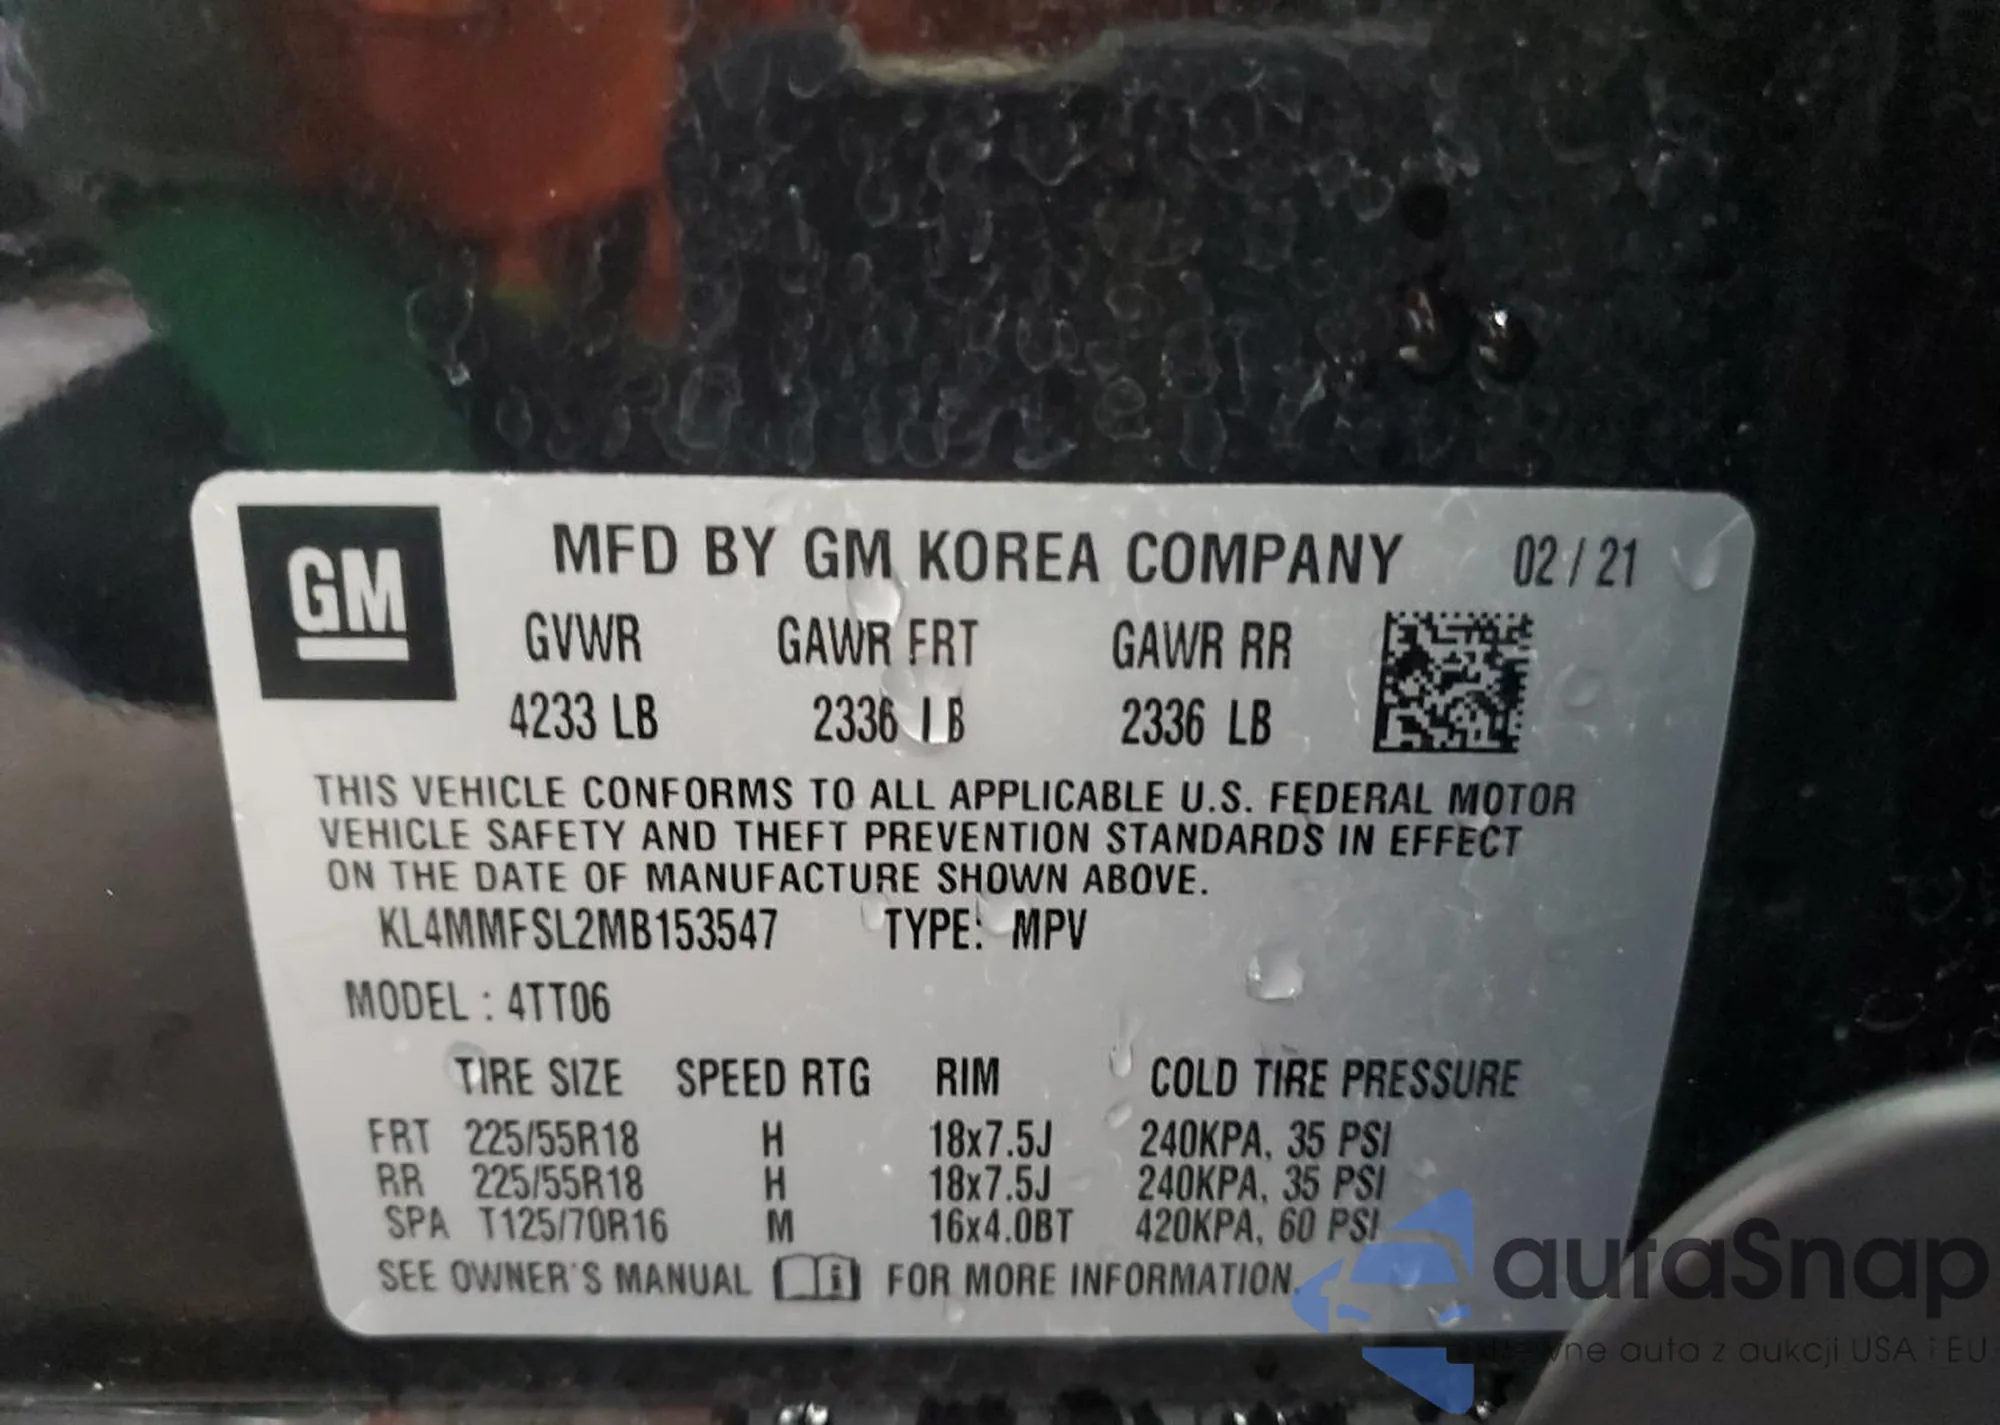 GM
MFD BY GM KOREA COMPANY 02 / 21
GVWR GAWR FRT GAWR RR
4233 LB 2336 LB 2336 LB
THIS VEHICLE CONFORMS TO ALL APPLICABLE U.S. FEDERAL MOTOR
VEHICLE SAFETY AND THEFT PREVENTION STANDARDS IN EFFECT
ON THE DATE OF MANUFACTURE SHOWN ABOVE.
KL4MMFSL2MB153547 TYPE: MPV
MODEL : 4TT06
TIRE SIZE SPEED RTG RIM COLD TIRE PRESSURE
FRT 225/55R18 H 18x7.5J 240KPA, 35 PSI
RR 225/55R18 H 18x7.5J 240KPA, 35 PSI
SPA T125/70R16 M 16x4.0BT 420KPA, 60 PSI
SEE OWNER'S MANUAL FOR MORE INFORMATION.
autaSnap
auta z aukcji USA i EU